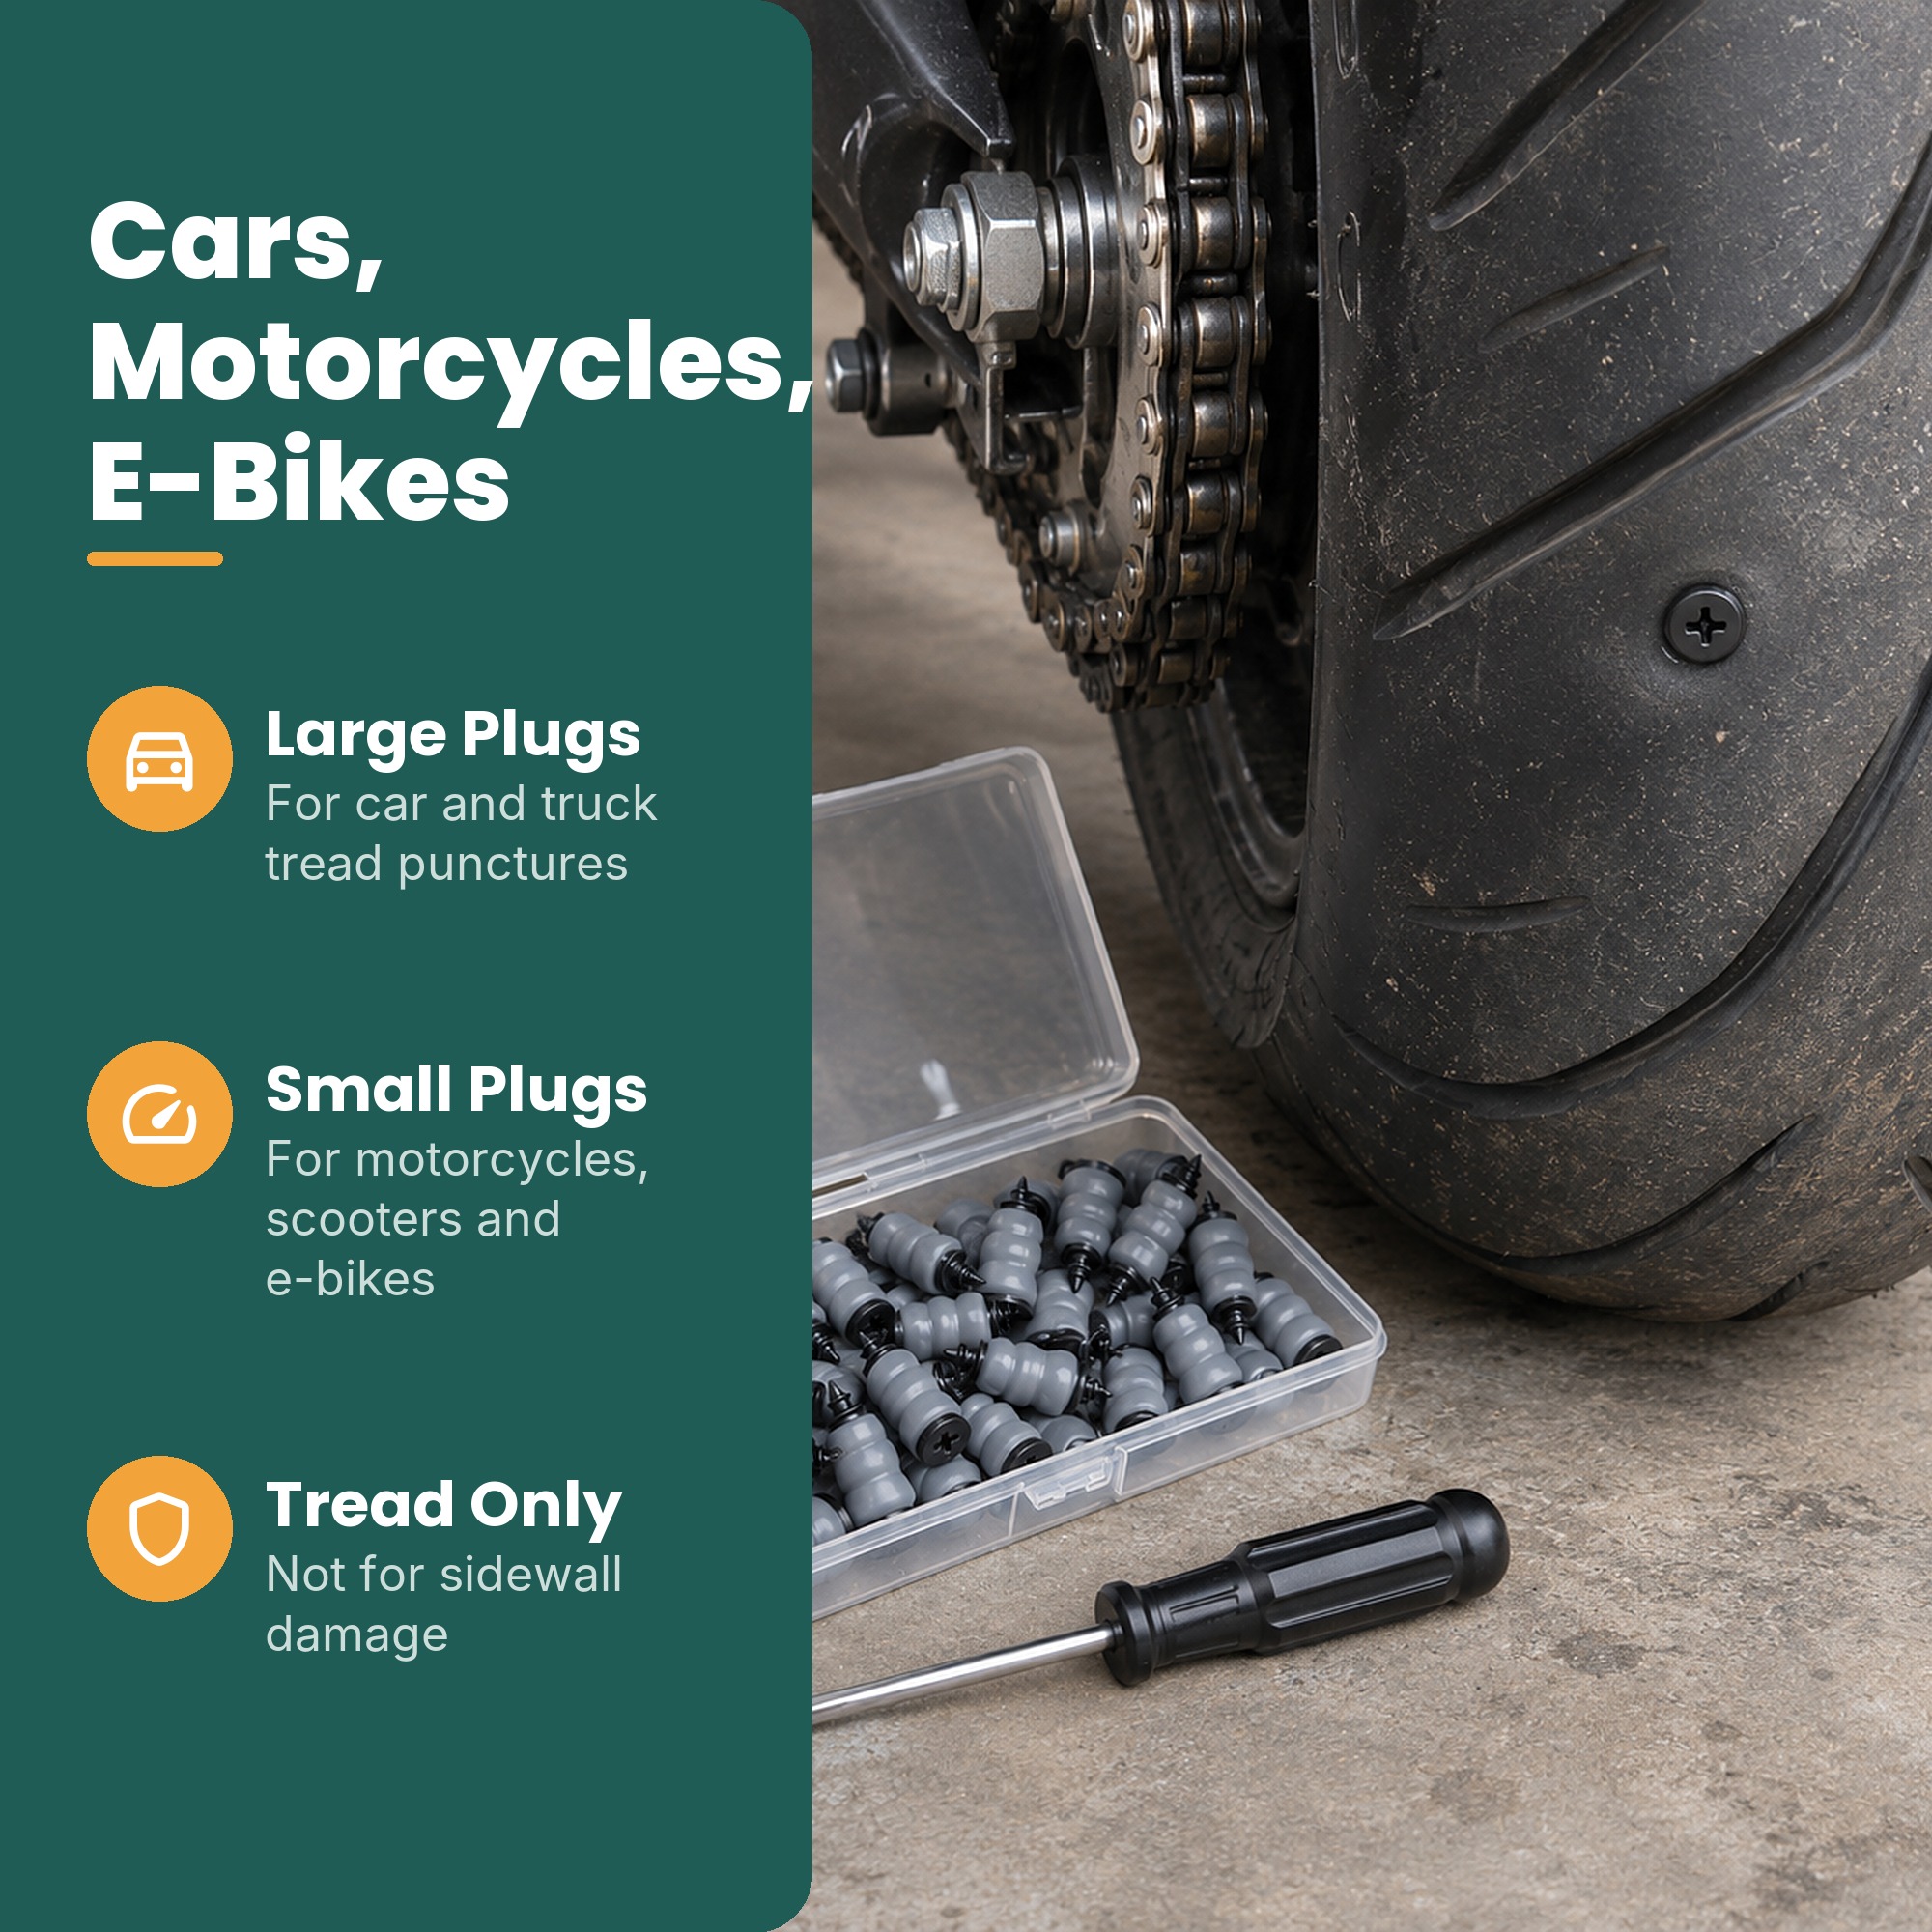 Cars,
Motorcycles,
E-Bikes
Large Plugs
For car and truck
tread punctures
Small Plugs
For motorcycles,
scooters and
e-bikes
Tread Only
Not for sidewall
damage